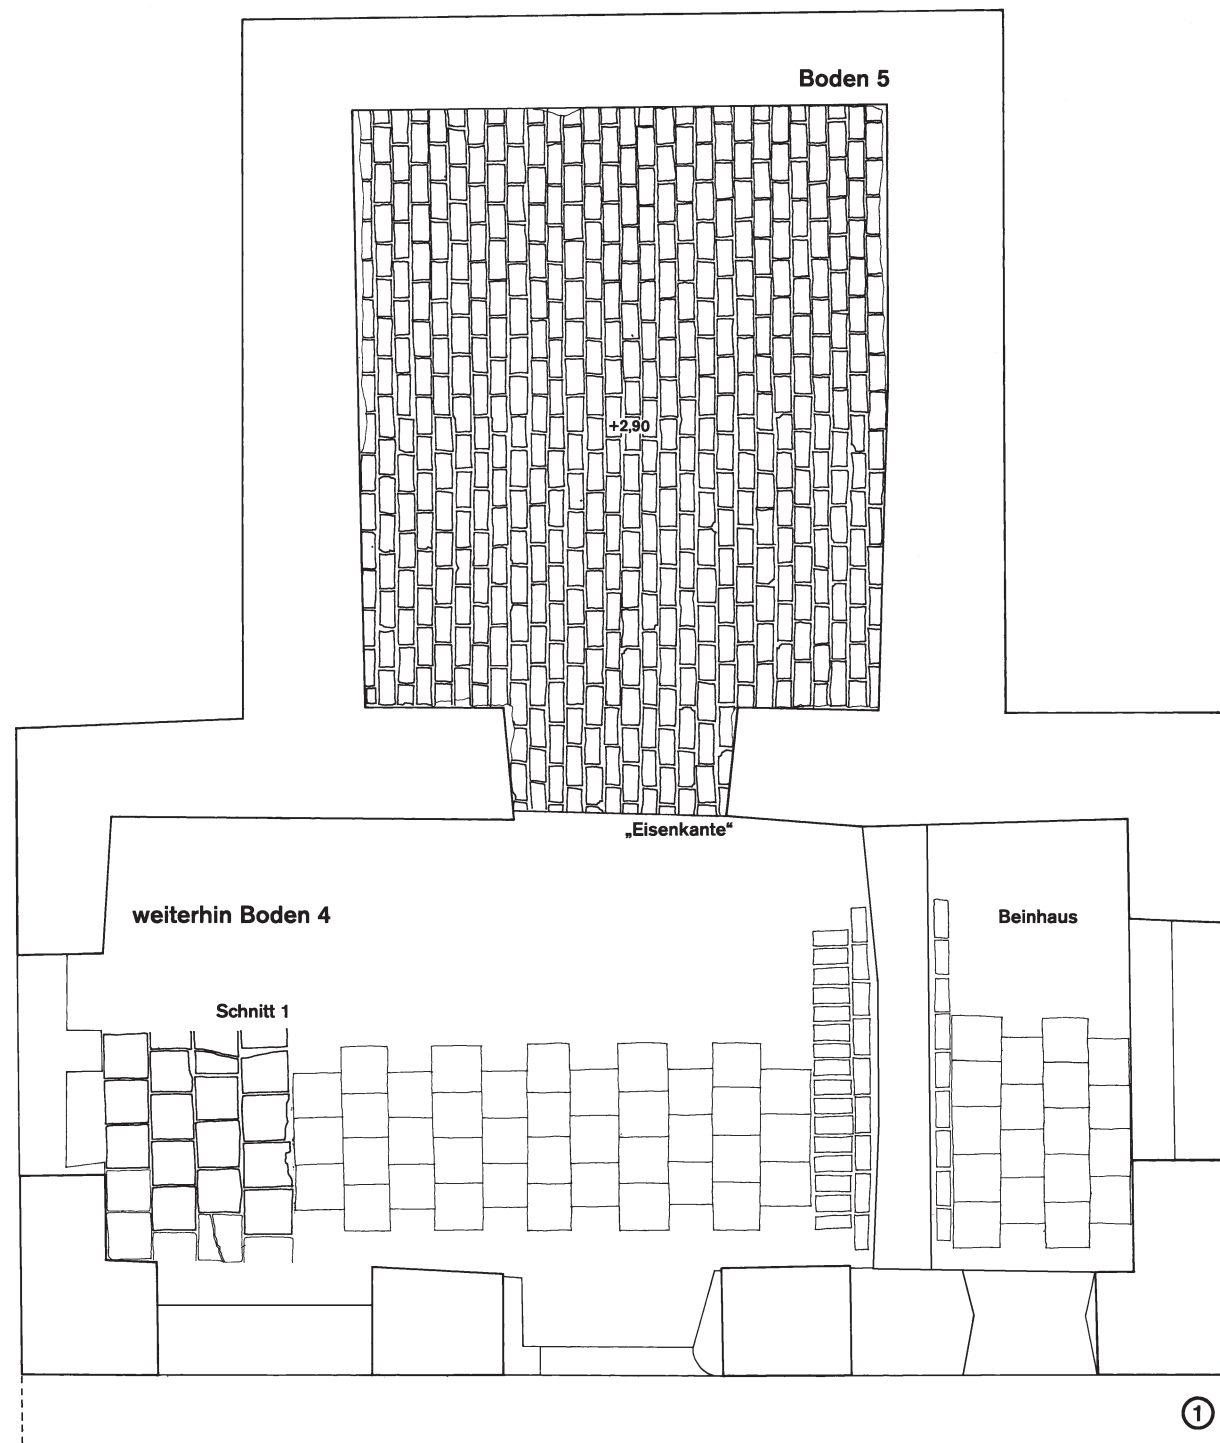 Boden 5
+2,90
„Eisenkante“
weiterhin Boden 4
Beinhaus
Schnitt 1
1